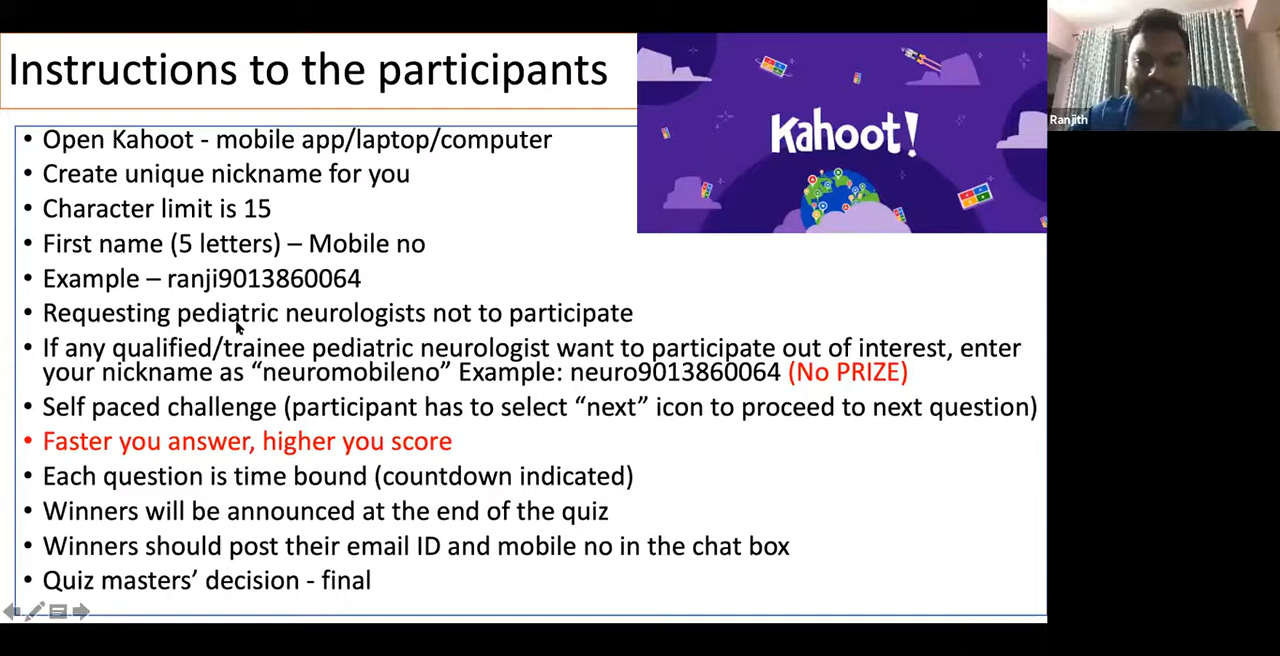 Instructions to the participants
Kahoot!
Ranjith
• Open Kahoot - mobile app/laptop/computer
• Create unique nickname for you
• Character limit is 15
• First name (5 letters) – Mobile no
• Example – ranji9013860064
• Requesting pediatric neurologists not to participate
• If any qualified/trainee pediatric neurologist want to participate out of interest, enter
your nickname as “neuromobileno” Example: neuro9013860064 (No PRIZE)
• Self paced challenge (participant has to select “next” icon to proceed to next question)
• Faster you answer, higher you score
• Each question is time bound (countdown indicated)
• Winners will be announced at the end of the quiz
• Winners should post their email ID and mobile no in the chat box
• Quiz masters’ decision - final